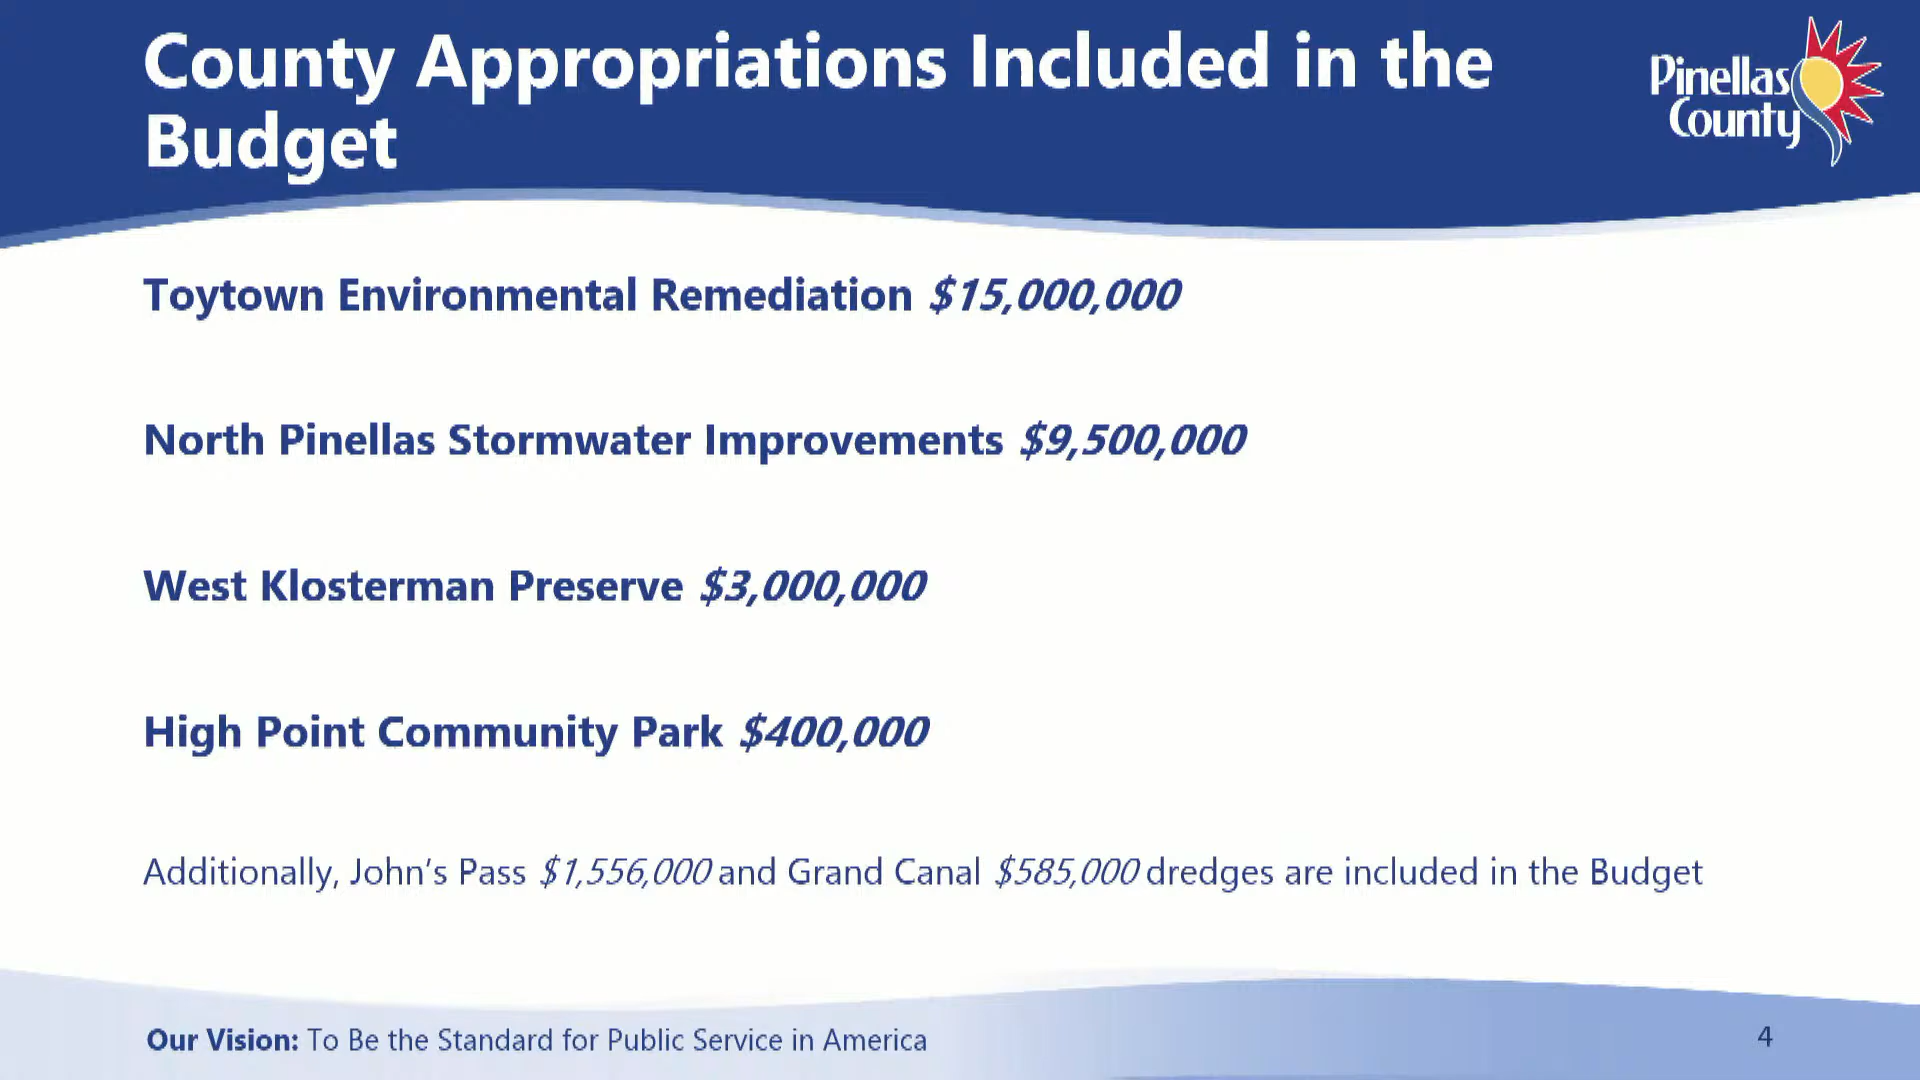 County Appropriations Included in the
Budget
Pinellas
County
Toytown Environmental Remediation $15,000,000
North Pinellas Stormwater Improvements $9,500,000
West Klosterman Preserve $3,000,000
High Point Community Park $400,000
Additionally, John’s Pass $1,556,000 and Grand Canal $585,000 dredges are included in the Budget
Our Vision: To Be the Standard for Public Service in America
4